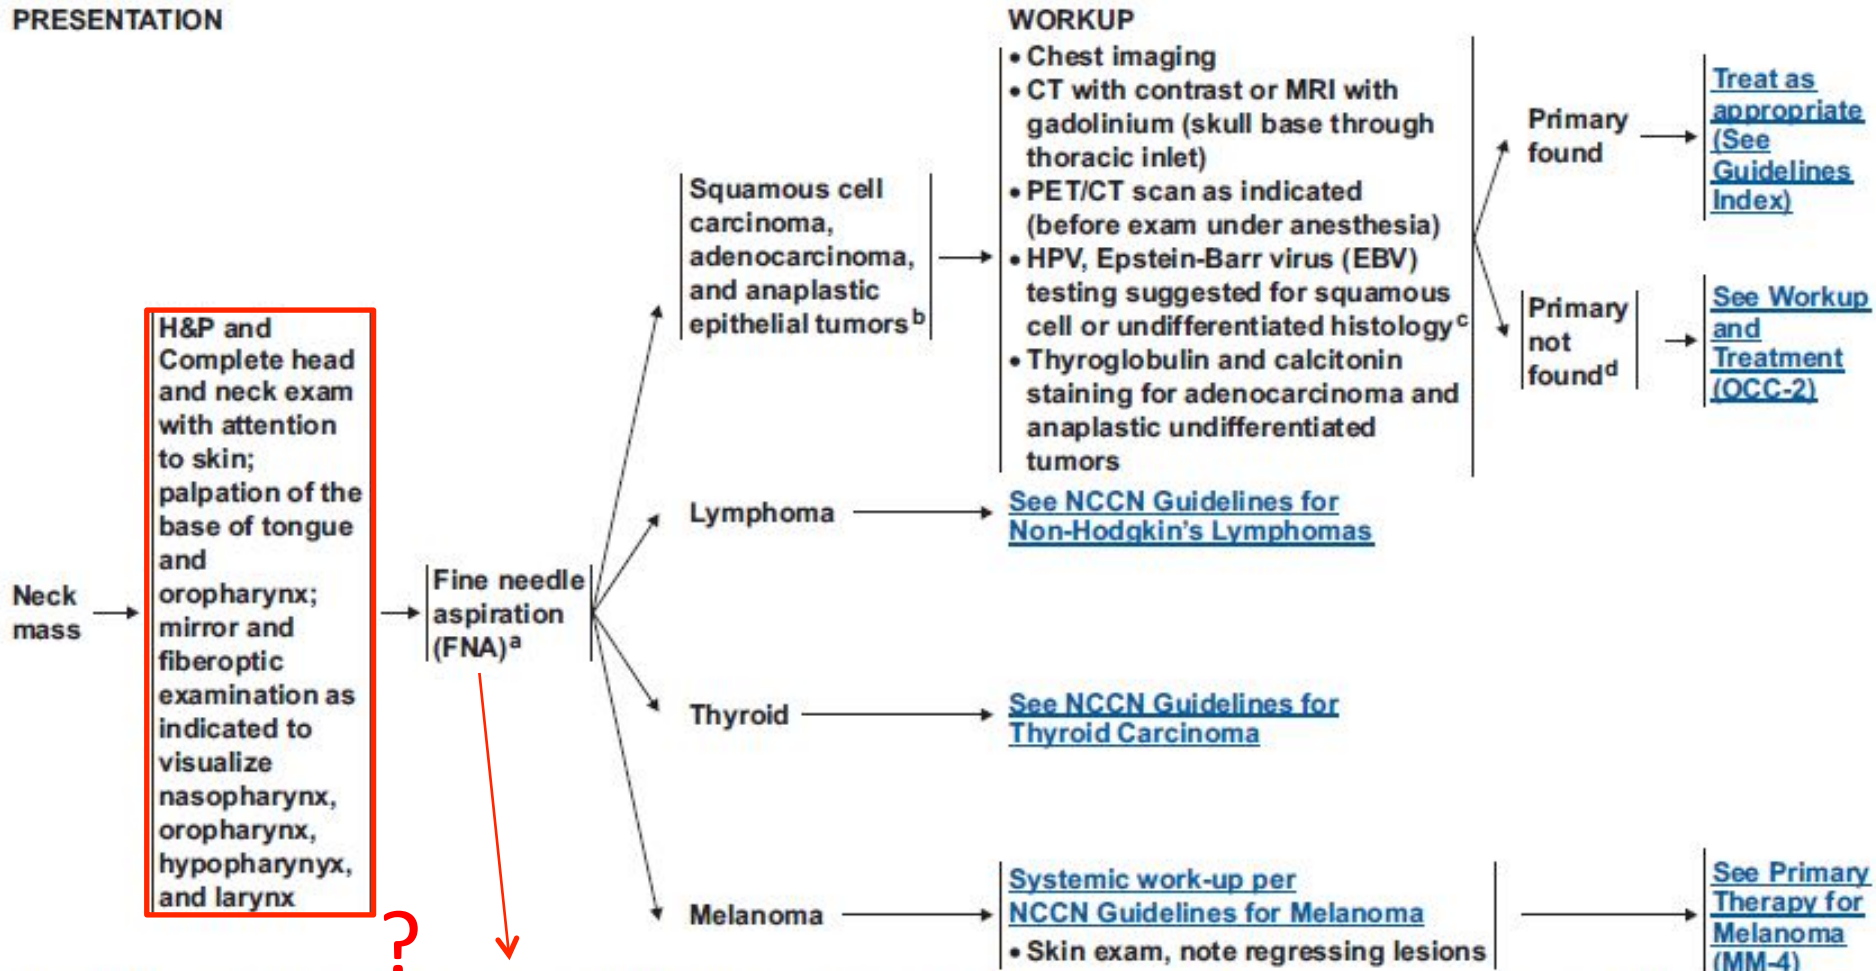 PRESENTATION
WORKUP
Neck
mass
H&P and
Complete head
and neck exam
with attention
to skin;
palpation of the
base of tongue
and
oropharynx;
mirror and
fiberoptic
examination as
indicated to
visualize
nasopharynx,
oropharynx,
hypopharynyx,
and larynx
?
Fine needle
aspiration
(FNA)a
Squamous cell
carcinoma,
adenocarcinoma,
and anaplastic
epithelial tumorsb
• Chest imaging
• CT with contrast or MRI with
gadolinium (skull base through
thoracic inlet)
• PET/CT scan as indicated
(before exam under anesthesia)
• HPV, Epstein-Barr virus (EBV)
testing suggested for squamous
cell or undifferentiated histologyc
• Thyroglobulin and calcitonin
staining for adenocarcinoma and
anaplastic undifferentiated
tumors
Primary
found
Treat as
appropriate
(See
Guidelines
Index)
Primary
not
foundd
See Workup
and
Treatment
(OCC-2)
Lymphoma
See NCCN Guidelines for
Non-Hodgkin's Lymphomas
Thyroid
See NCCN Guidelines for
Thyroid Carcinoma
Melanoma
Systemic work-up per
NCCN Guidelines for Melanoma
• Skin exam, note regressing lesions
See Primary
Therapy for
Melanoma
(MM-4)